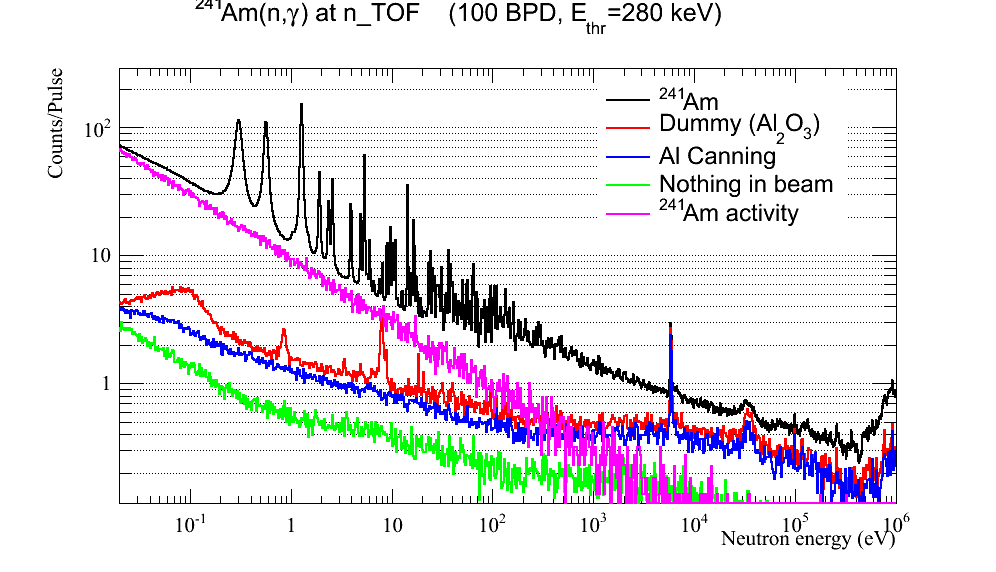 ²⁴¹Am(n,γ) at n_TOF (100 BPD, E_thr=280 keV)
Counts/Pulse
²⁴¹Am
Dummy (Al₂O₃)
Al Canning
Nothing in beam
²⁴¹Am activity
10²
10
1
10⁻¹ 1 10 10² 10³ 10⁴ 10⁵ 10⁶
Neutron energy (eV)